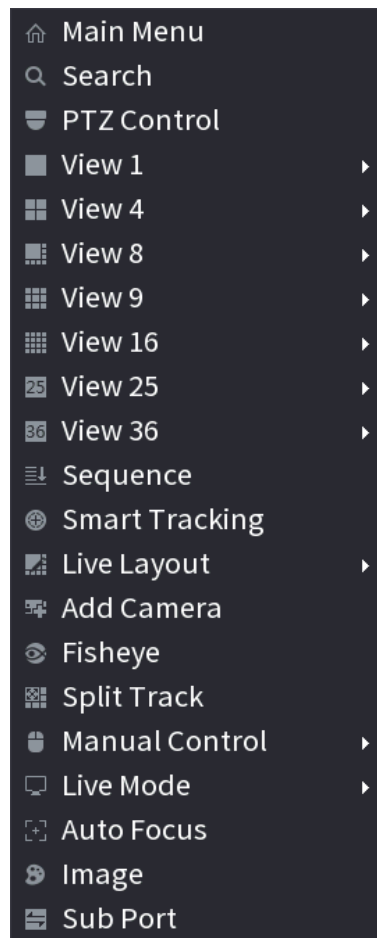 Main Menu
Search
PTZ Control
View 1
View 4
View 8
View 9
View 16
25 View 25
36 View 36
Sequence
Smart Tracking
Live Layout
Add Camera
Fisheye
Split Track
Manual Control
Live Mode
Auto Focus
Image
Sub Port